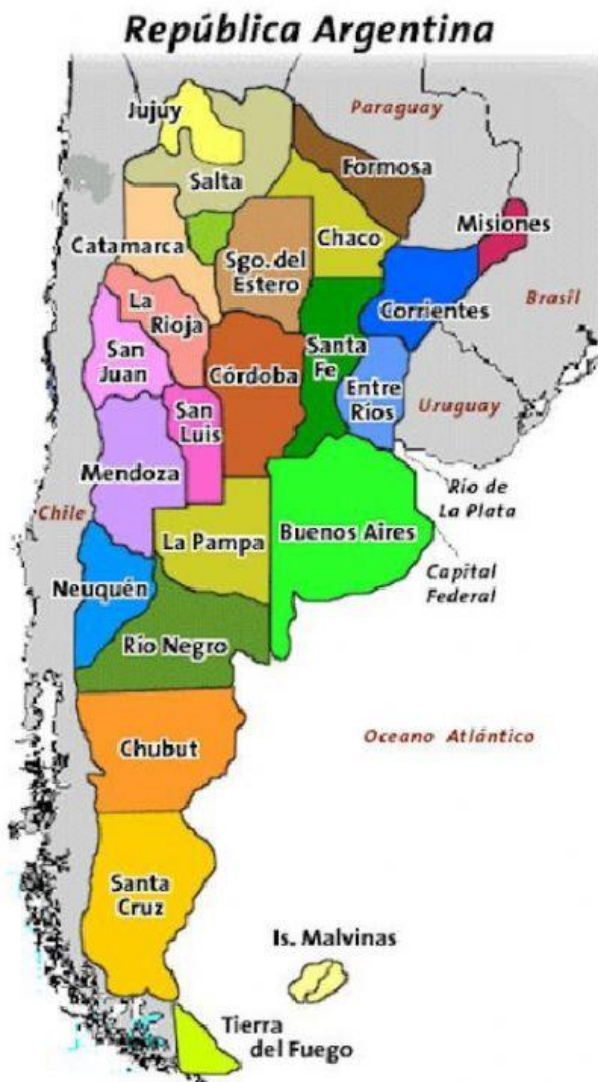 República Argentina
Jujuy
Paraguay
Formosa
Salta
Misiones
Chaco
Catamarca
Sgo. del
Estero
Brasil
La
Rioja
Corrientes
San
Juan
Santa
Fe
Córdoba
Entre
Ríos
Uruguay
San
Luis
Mendoza
Río de
La Plata
Chile
La Pampa
Buenos Aires
Capital
Federal
Neuquén
Río Negro
Chubut
Oceano Atlántico
Santa
Cruz
Is. Malvinas
Tierra
del Fuego